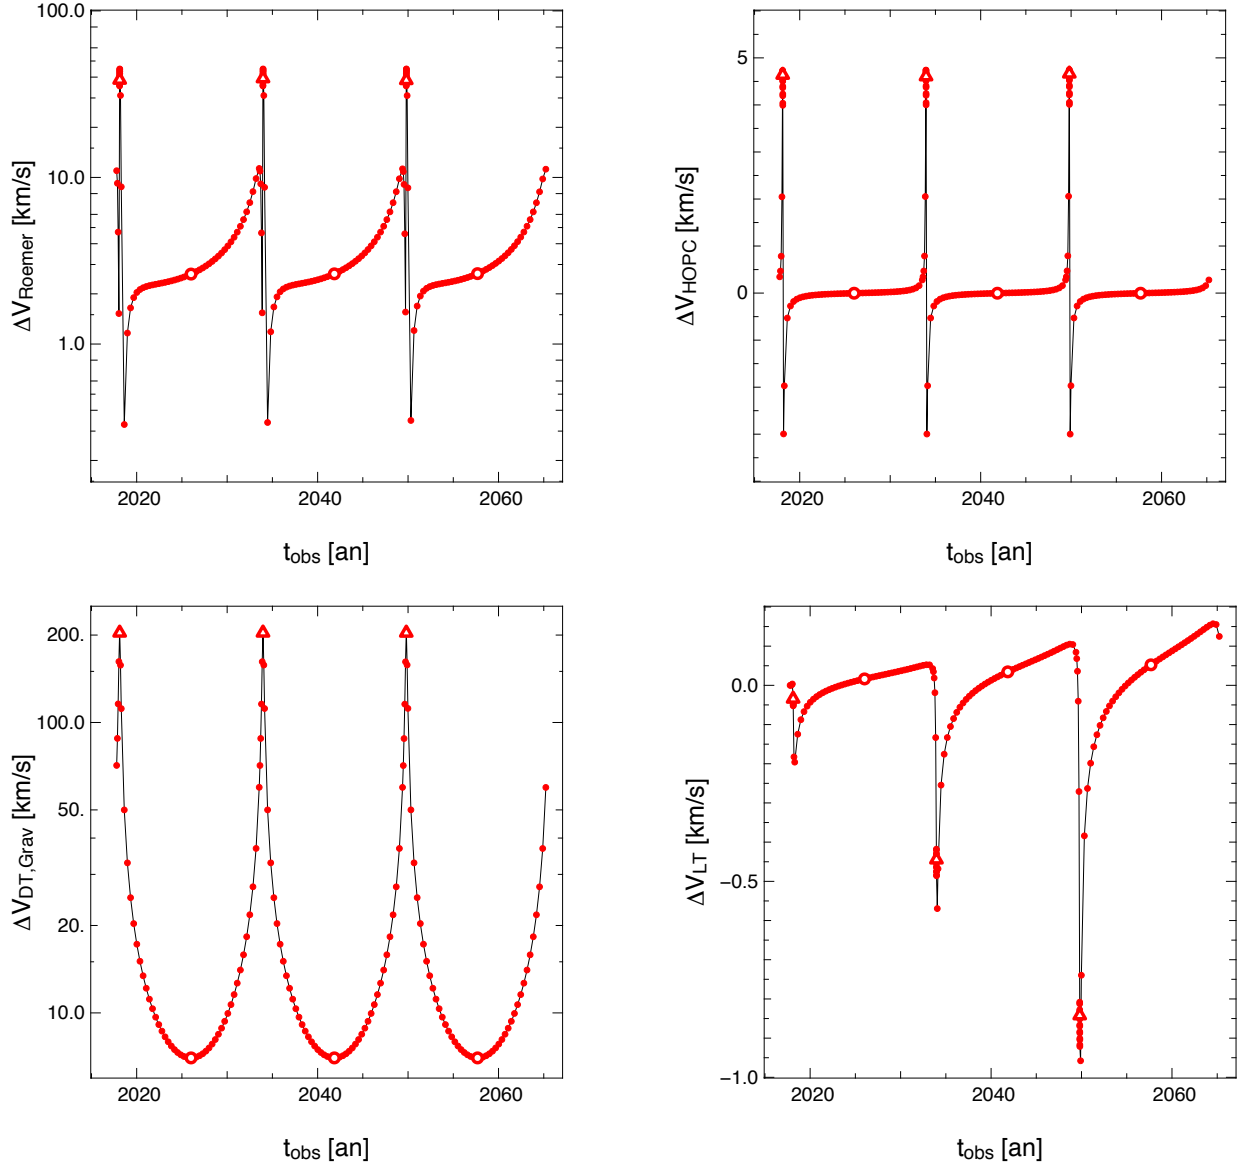 100.0
10.0
1.0
ΔV_Roemer [km/s]
2020 2040 2060
t_obs [an]
5
0
ΔV_HOPC [km/s]
2020 2040 2060
t_obs [an]
200.
100.0
50.
20.
10.0
ΔV_DT,Grav [km/s]
2020 2040 2060
t_obs [an]
0.0
−0.5
−1.0
ΔV_LT [km/s]
2020 2040 2060
t_obs [an]